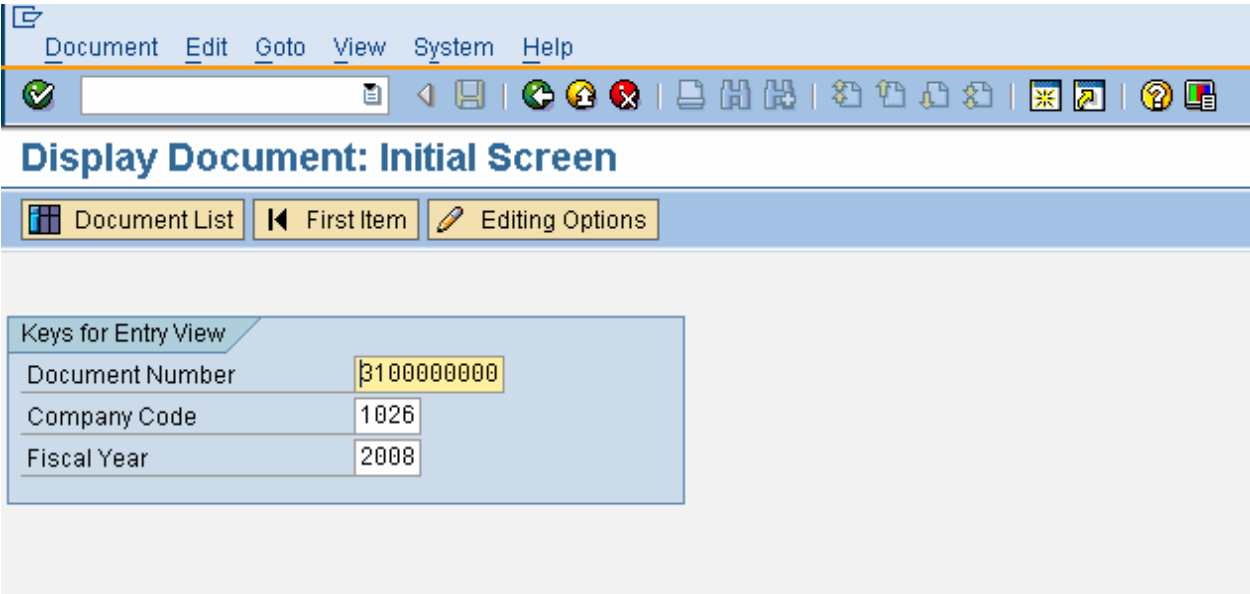 Document Edit Goto View System Help
Display Document: Initial Screen
Document List First Item Editing Options
Keys for Entry View
Document Number 3100000000
Company Code 1026
Fiscal Year 2008